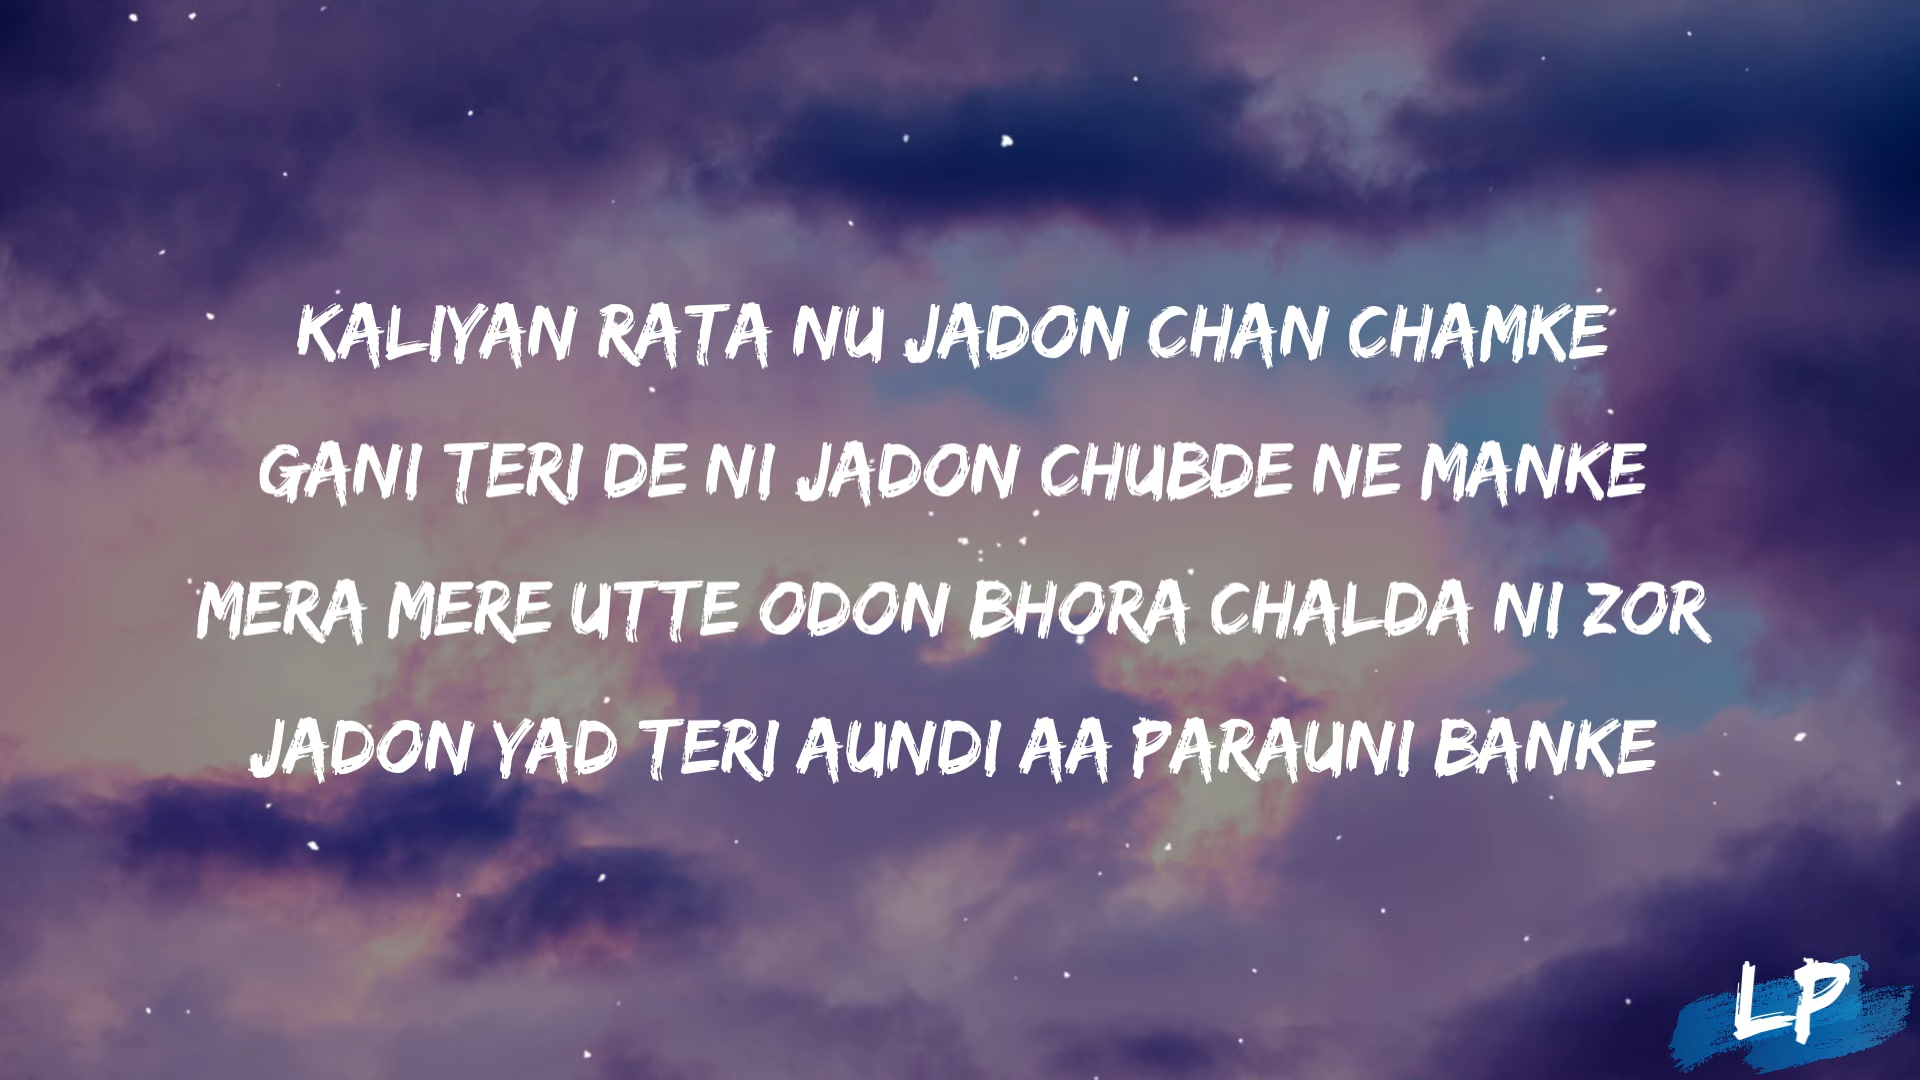 KALIYAN RATA NU JADON CHAN CHAMKE
GANI TERI DE NI JADON CHUBDE NE MANKE
MERA MERE UTTE ODON BHORA CHALDA NI ZOR
JADON YAD TERI AUNDI AA PARAUNI BANKE
LP